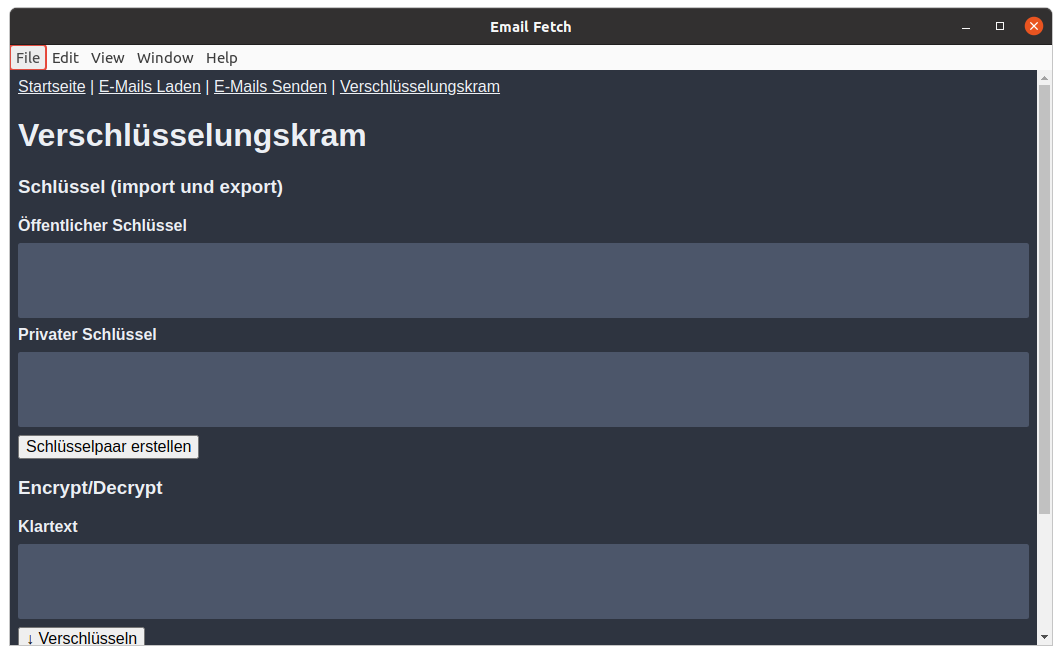 Email Fetch
File Edit View Window Help
Startseite | E-Mails Laden | E-Mails Senden | Verschlüsselungskram
Verschlüsselungskram
Schlüssel (import und export)
Öffentlicher Schlüssel
Privater Schlüssel
Schlüsselpaar erstellen
Encrypt/Decrypt
Klartext
↓ Verschlüsseln